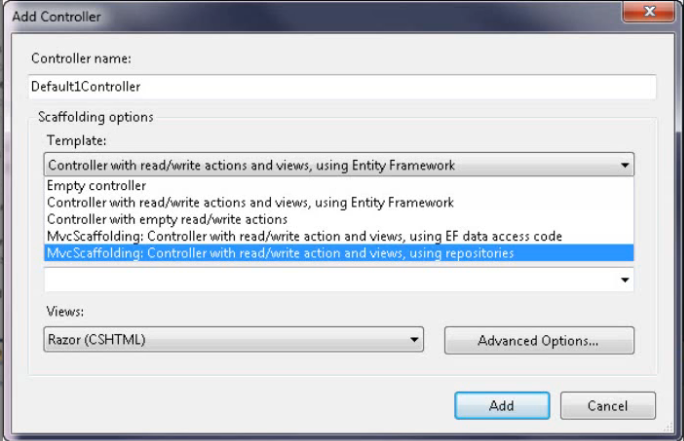 Add Controller
Controller name:
Default1Controller
Scaffolding options
Template:
Controller with read/write actions and views, using Entity Framework
Empty controller
Controller with read/write actions and views, using Entity Framework
Controller with empty read/write actions
MvcScaffolding: Controller with read/write action and views, using EF data access code
MvcScaffolding: Controller with read/write action and views, using repositories
Views:
Razor (CSHTML)
Advanced Options...
Add
Cancel